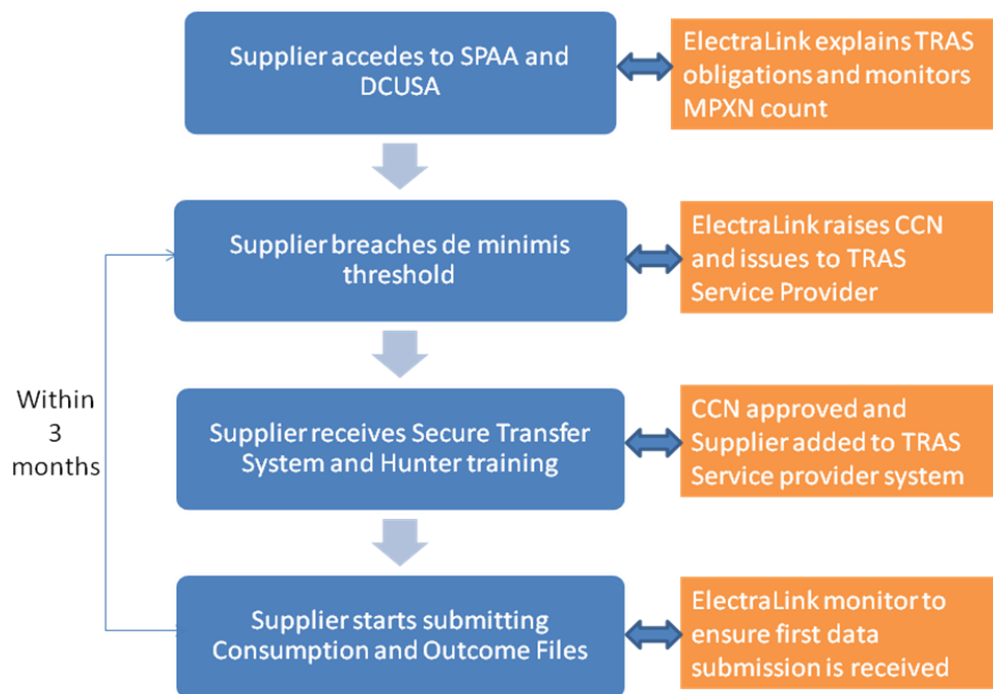 Supplier accedes to SPAA and
DCUSA
ElectraLink explains TRAS
obligations and monitors
MPXN count
Supplier breaches de minimis
threshold
ElectraLink raises CCN
and issues to TRAS
Service Provider
Within
3
months
Supplier receives Secure Transfer
System and Hunter training
CCN approved and
Supplier added to TRAS
Service provider system
Supplier starts submitting
Consumption and Outcome Files
ElectraLink monitor to
ensure first data
submission is received